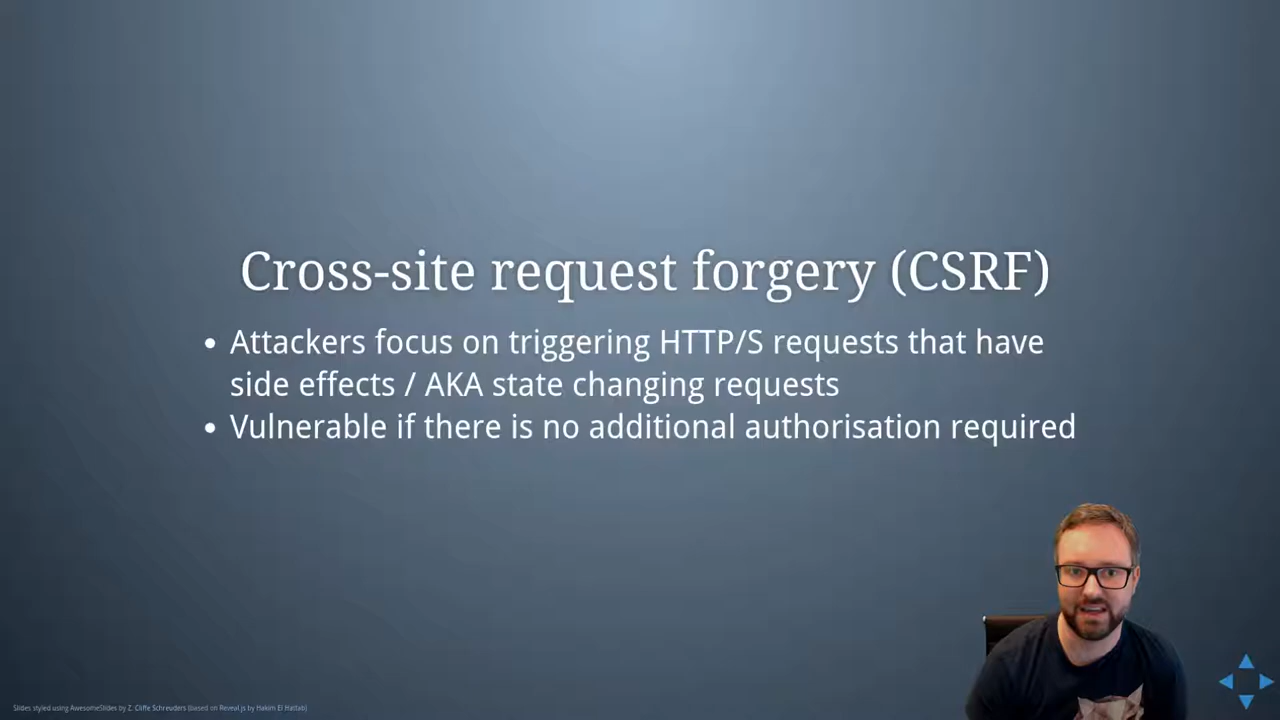 Cross-site request forgery (CSRF)
• Attackers focus on triggering HTTP/S requests that have
side effects / AKA state changing requests
• Vulnerable if there is no additional authorisation required
Slides styled using AwesomeSlides by Z. Cliffe Schreuders (based on Reveal.js by Hakim El Hattab)